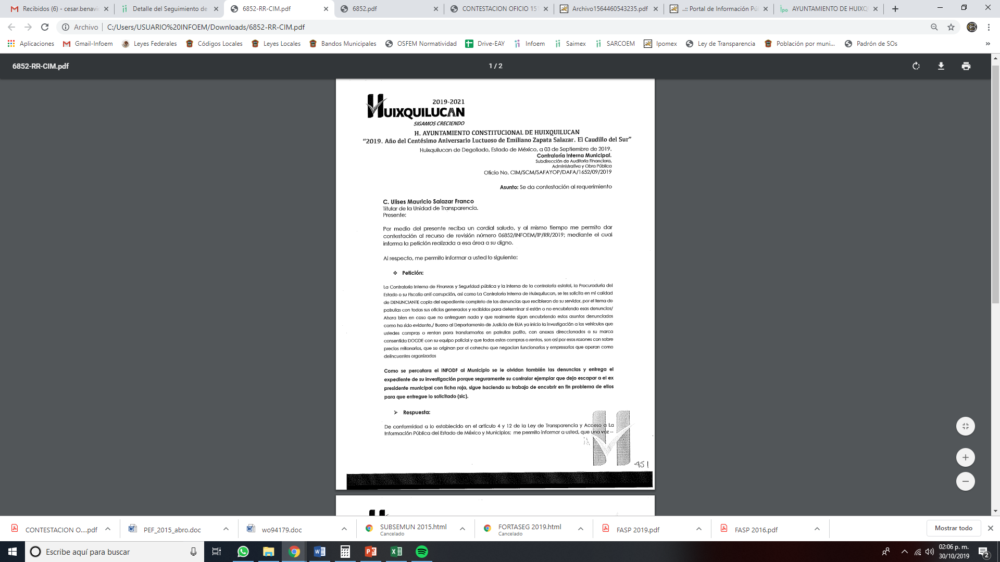 Recibidos (6) - cesar.benavi
Detalle del Seguimiento de
6852-RR-CIM.pdf
6852.pdf
CONTESTACION OFICIO 151
Archivo1564460543235.pdf
..:: Portal de Información Pú
AYUNTAMIENTO DE HUIXQ
Archivo
C:/Users/USUARIO%20INFOEM/Downloads/6852-RR-CIM.pdf
Aplicaciones
Gmail-Infoem
Leyes Federales
Códigos Locales
Leyes Locales
Bandos Municipales
OSFEM Normatividad
Drive-EAY
Infoem
Saimex
SARCOEM
Ipomex
Ley de Transparencia
Población por muni...
Padrón de SOs
»
6852-RR-CIM.pdf
1 / 2
2019-2021
HUIXQUILUCAN
SIGAMOS CRECIENDO
H. AYUNTAMIENTO CONSTITUCIONAL DE HUIXQUILUCAN
“2019. Año del Centésimo Aniversario Luctuoso de Emiliano Zapata Salazar. El Caudillo del Sur”
Huixquilucan de Degollado, Estado de México, a 03 de Septiembre de 2019.
Contraloría Interna Municipal.
Subdirección de Auditoría Financiera,
Administrativa y Obra Pública
Oficio No. CIM/SCM/SAFAYOP/DAFA/1652/09/2019
Asunto: Se da contestación al requerimiento
C. Ulises Mauricio Salazar Franco
Titular de la Unidad de Transparencia.
Presente:
Por medio del presente reciba un cordial saludo, y al mismo tiempo me permito dar
contestación al recurso de revisión número 06852/INFOEM/IP/RR/2019; mediante el cual
informa la petición realizada a esa área a su digno.
Al respecto, me permito informar a usted lo siguiente:
❖ Petición:
La Contraloría Interna de Finanzas y Seguridad pública y la interna de la contraloría estatal, la Procuraduría del
Estado o su Fiscalía anti corrupción, así como La Contraloría Interna de Huixquilucan, se les solicita en mi calidad
de DENUNCIANTE copia del expediente completo de las denuncias que recibieron de su servidor, por el tema de
patrullas con todas sus oficios generados y recibidos para determinar si están o no encubriendo esas denuncias/
Ahora bien en caso que no entreguen nada y que realmente sigan encubriendo estos asuntos denunciados
como ha sido evidente,/ Bueno al Departamento de Justicia de EUA ya inicio la investigación a los vehículos que
ustedes compras o rentan para transformarlos en patrullas patito, con anexos direccionados a su marca
consentida DOGDE con su equipo policial y que todas estas compras o rentas, son así por esas razones con sobre
precios millonarios, que se originan por el cohecho que negocian funcionarios y empresarios que operan como
delincuentes organizados
Como se percatara el INFODF al Municipio se le olvidan también las denuncias y entrega el
expediente de su investigación porque seguramente su contralor ejemplar que dejo escapar a el ex
presidente municipal con ficha roja, sigue haciendo su trabajo de encubrir en fin problema de ellos
para que entregue lo solicitado (sic).
➢ Respuesta:
De conformidad a lo establecido en el artículo 4 y 12 de la Ley de Transparencia y Acceso a La
Información Pública del Estado de México y Municipios; me permito informar a usted, que una vez --
451
CONTESTACION O....pdf
PEF_2015_abro.doc
wo94179.doc
SUBSEMUN 2015.html
Cancelado
FORTASEG 2019.html
Cancelado
FASP 2019.pdf
FASP 2016.pdf
Mostrar todo
Escribe aquí para buscar
02:06 p. m.
30/10/2019
2